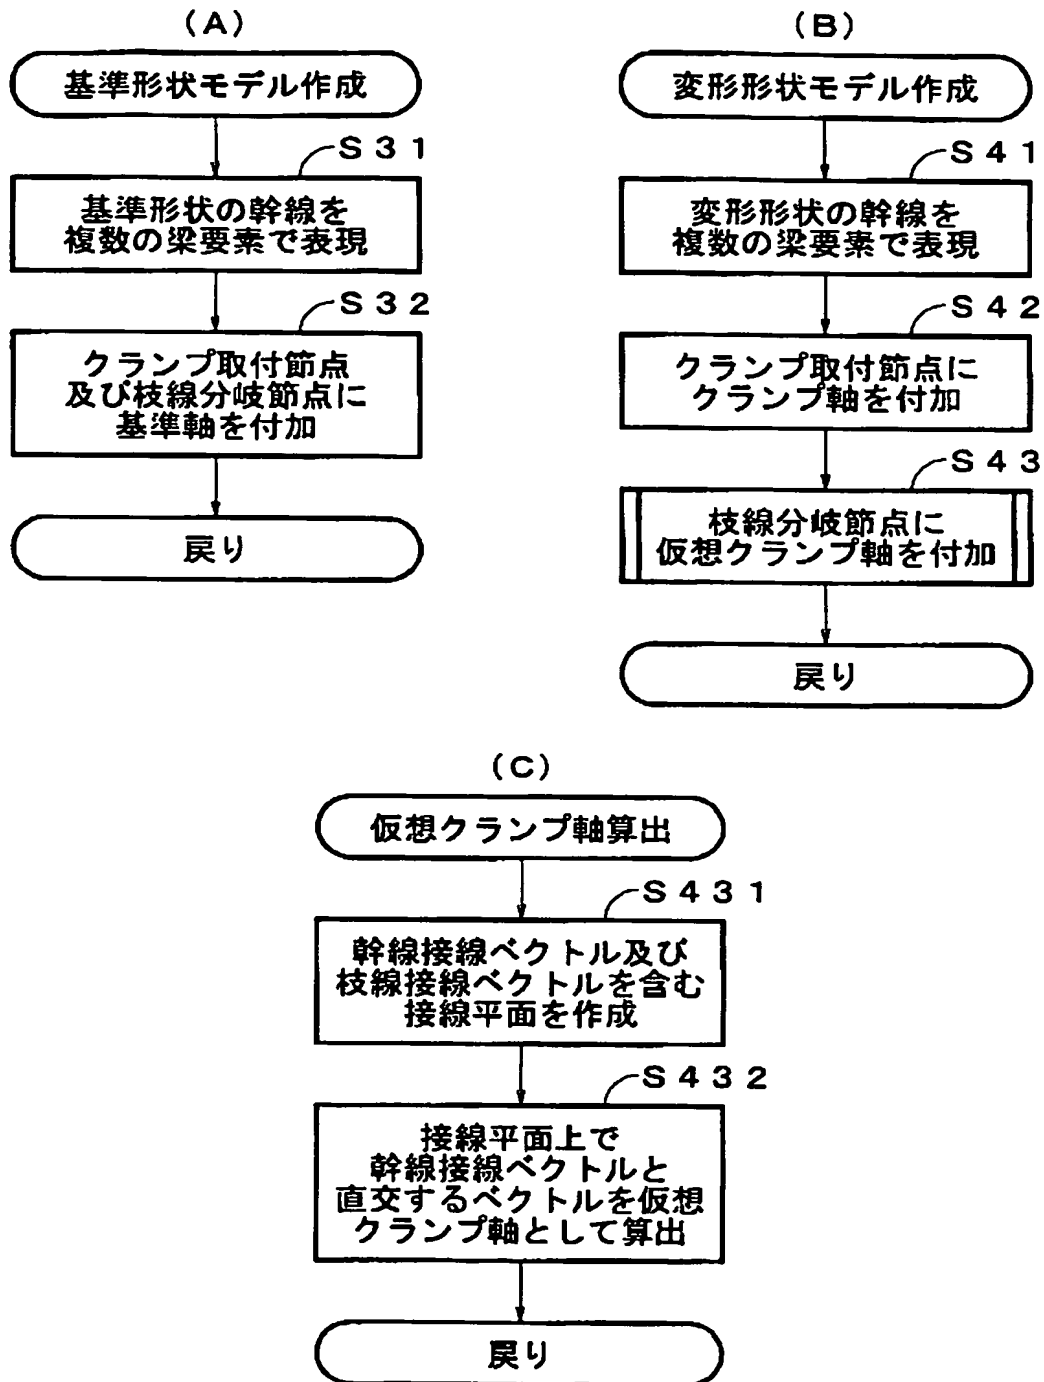 (A)
基準形状モデル作成
S31
基準形状の幹線を
複数の梁要素で表現
S32
クランプ取付節点
及び枝線分岐節点に
基準軸を付加
戻り
(B)
変形形状モデル作成
S41
変形形状の幹線を
複数の梁要素で表現
S42
クランプ取付節点に
クランプ軸を付加
S43
枝線分岐節点に
仮想クランプ軸を付加
戻り
(C)
仮想クランプ軸算出
S431
幹線接線ベクトル及び
枝線接線ベクトルを含む
接線平面を作成
S432
接線平面上で
幹線接線ベクトルと
直交するベクトルを仮想
クランプ軸として算出
戻り